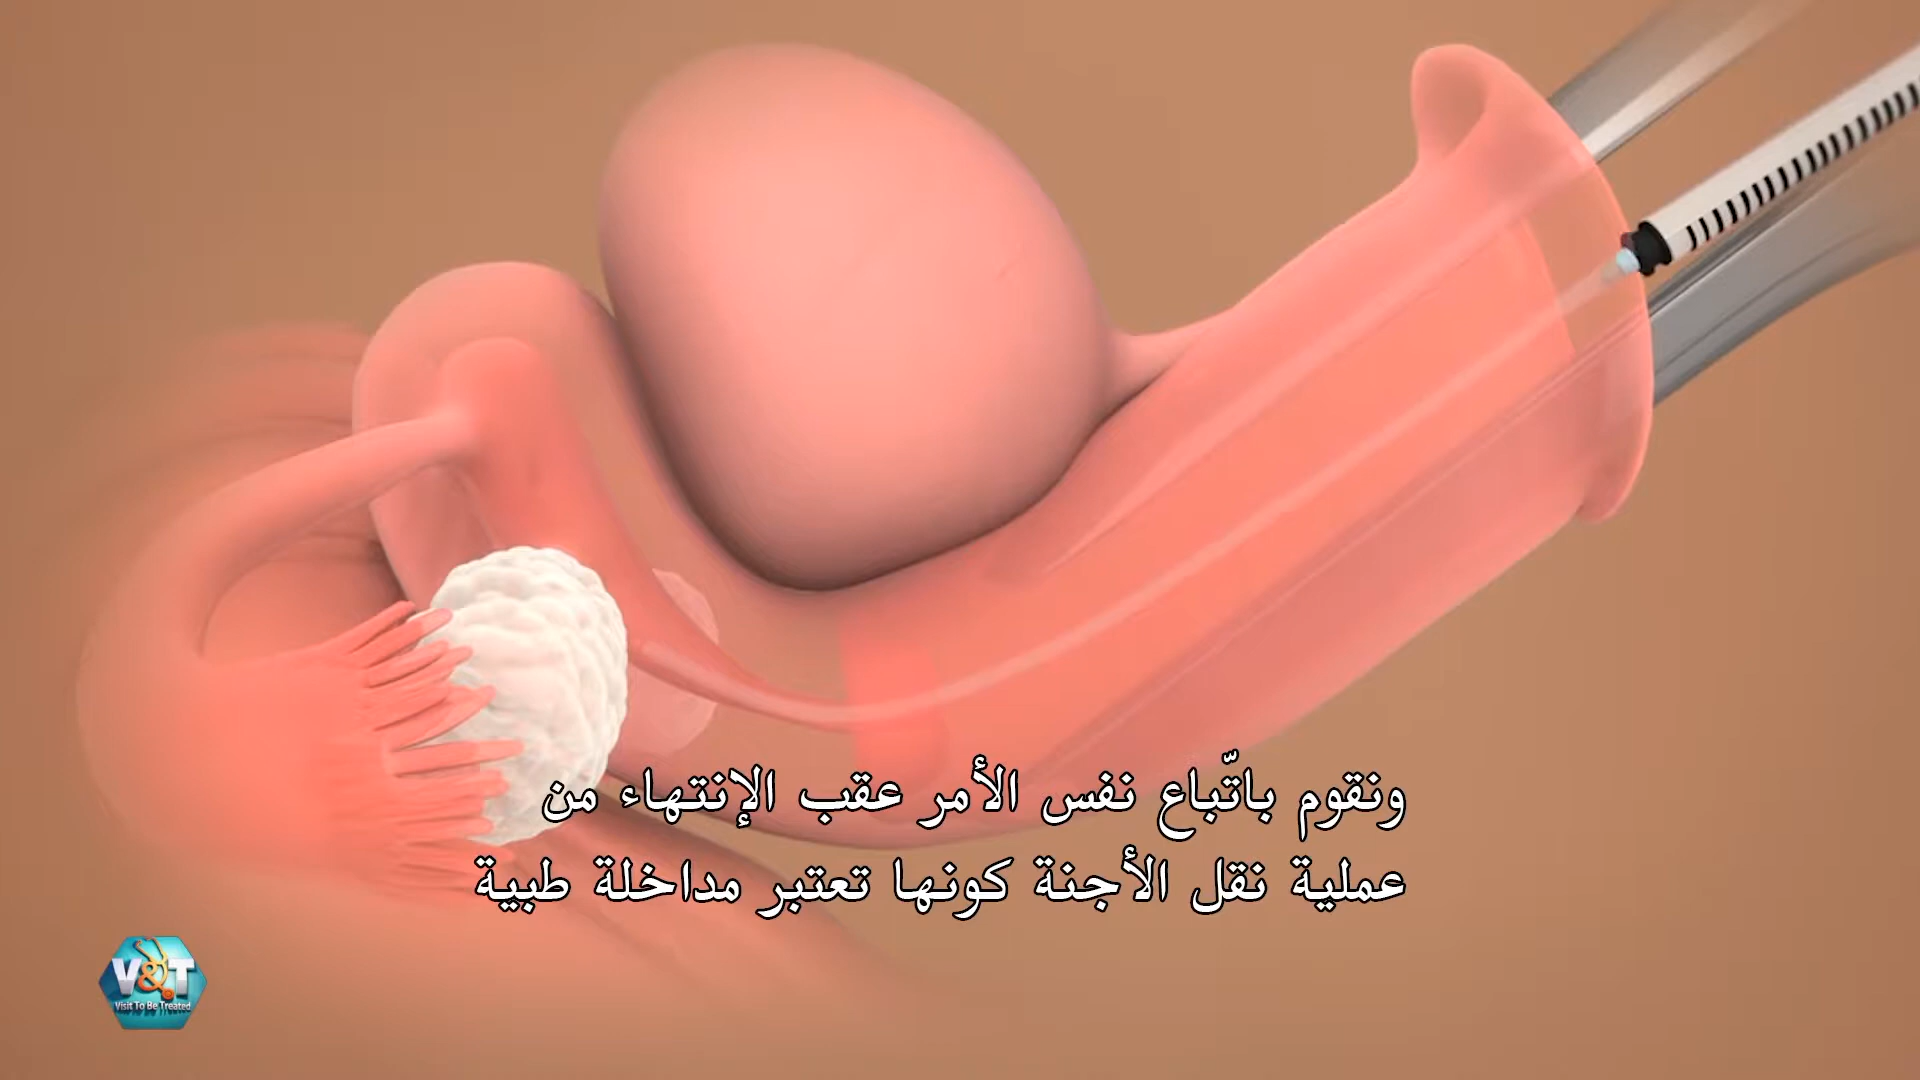 ونقوم باتّباع نفس الأمر عقب الإنتهاء من
عملية نقل الأجنة كونها تعتبر مداخلة طبية
V&T
Visit To Be Treated